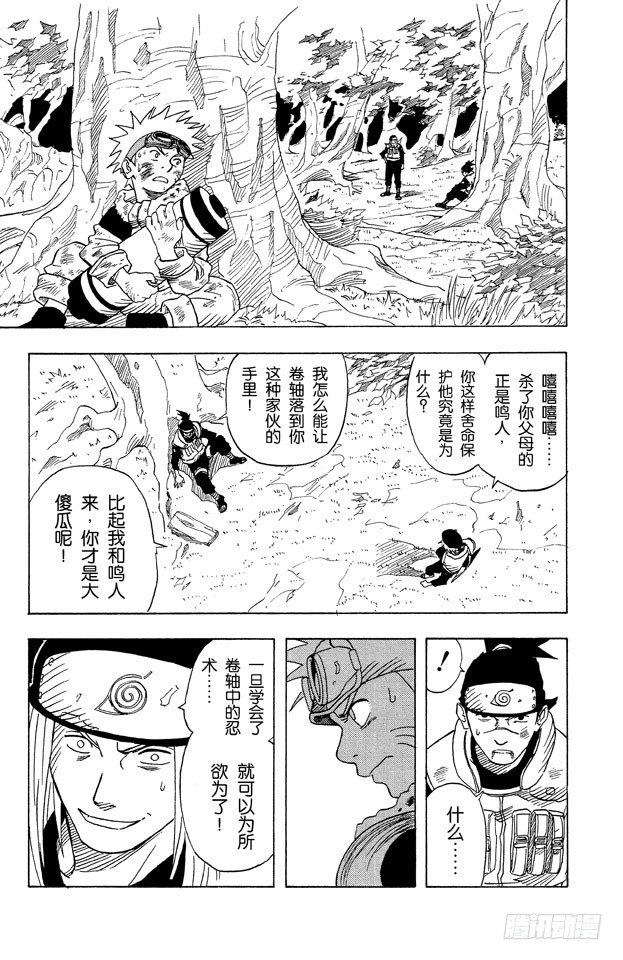 嘻嘻嘻嘻……
杀了你父母的
正是鸣人，
你这样舍命保
护他究竟是为
什么？
我怎么能让
卷轴落到你
这种家伙的
手里！
比起我和鸣人
来，你才是大
傻瓜呢！
！
什么……
一旦学会了
卷轴中的忍
术……
就可以为所
欲为了！
腾讯动漫